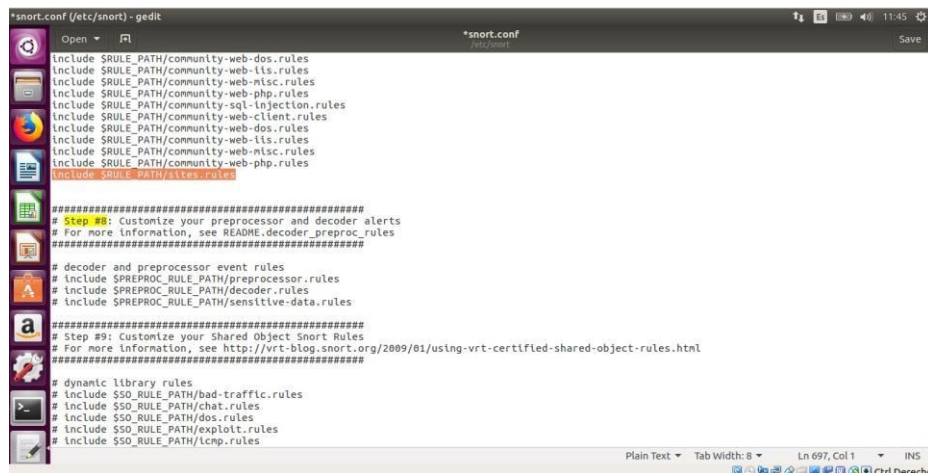 *snort.conf (/etc/snort) - gedit
Es
11:45
Open
*snort.conf
/etc/snort
Save
include $RULE_PATH/community-web-dos.rules
include $RULE_PATH/community-web-iis.rules
include $RULE_PATH/community-web-misc.rules
include $RULE_PATH/community-web-php.rules
include $RULE_PATH/community-sql-injection.rules
include $RULE_PATH/community-web-client.rules
include $RULE_PATH/community-web-dos.rules
include $RULE_PATH/community-web-iis.rules
include $RULE_PATH/community-web-misc.rules
include $RULE_PATH/community-web-php.rules
include $RULE_PATH/sites.rules
###################################################
# Step #8: Customize your preprocessor and decoder alerts
# For more information, see README.decoder_preproc_rules
###################################################
# decoder and preprocessor event rules
# include $PREPROC_RULE_PATH/preprocessor.rules
# include $PREPROC_RULE_PATH/decoder.rules
# include $PREPROC_RULE_PATH/sensitive-data.rules
###################################################
# Step #9: Customize your Shared Object Snort Rules
# For more information, see http://vrt-blog.snort.org/2009/01/using-vrt-certified-shared-object-rules.html
###################################################
# dynamic library rules
# include $SO_RULE_PATH/bad-traffic.rules
# include $SO_RULE_PATH/chat.rules
# include $SO_RULE_PATH/dos.rules
# include $SO_RULE_PATH/exploit.rules
# include $SO_RULE_PATH/icmp.rules
Plain Text
Tab Width: 8
Ln 697, Col 1
INS
Ctrl Derecho